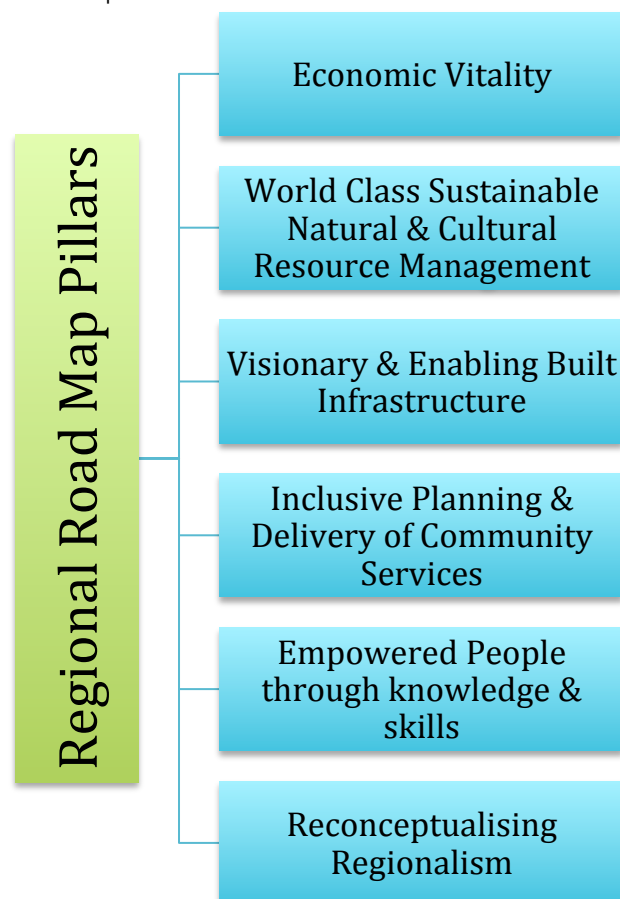 Regional Road Map Pillars
Economic Vitality
World Class Sustainable
Natural & Cultural
Resource Management
Visionary & Enabling Built
Infrastructure
Inclusive Planning &
Delivery of Community
Services
Empowered People
through knowledge &
skills
Reconceptualising
Regionalism